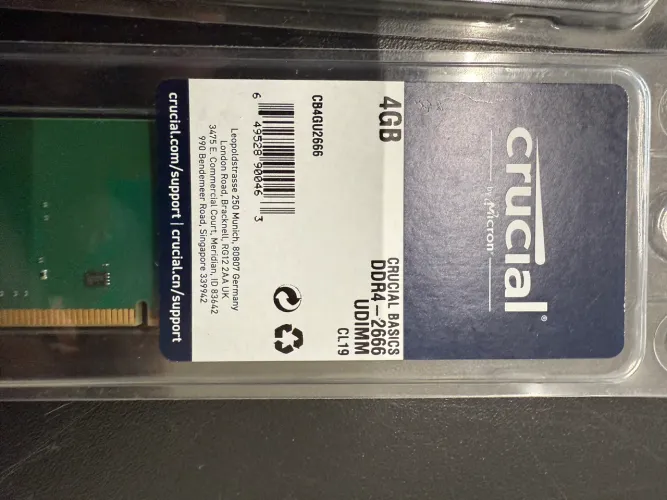 crucial®
by Micron
4GB
CRUCIAL BASICS
DDR4-2666
UDIMM
CL19
CB4GU2666
6 49528 90046 3
Leopoldstrasse 250 Munich, 80807 Germany
London Road, Bracknell, RG12 2AA UK
3475 E. Commercial Court, Meridian, ID 83642
990 Bendemeer Road, Singapore 339942
crucial.com/support | crucial.cn/support